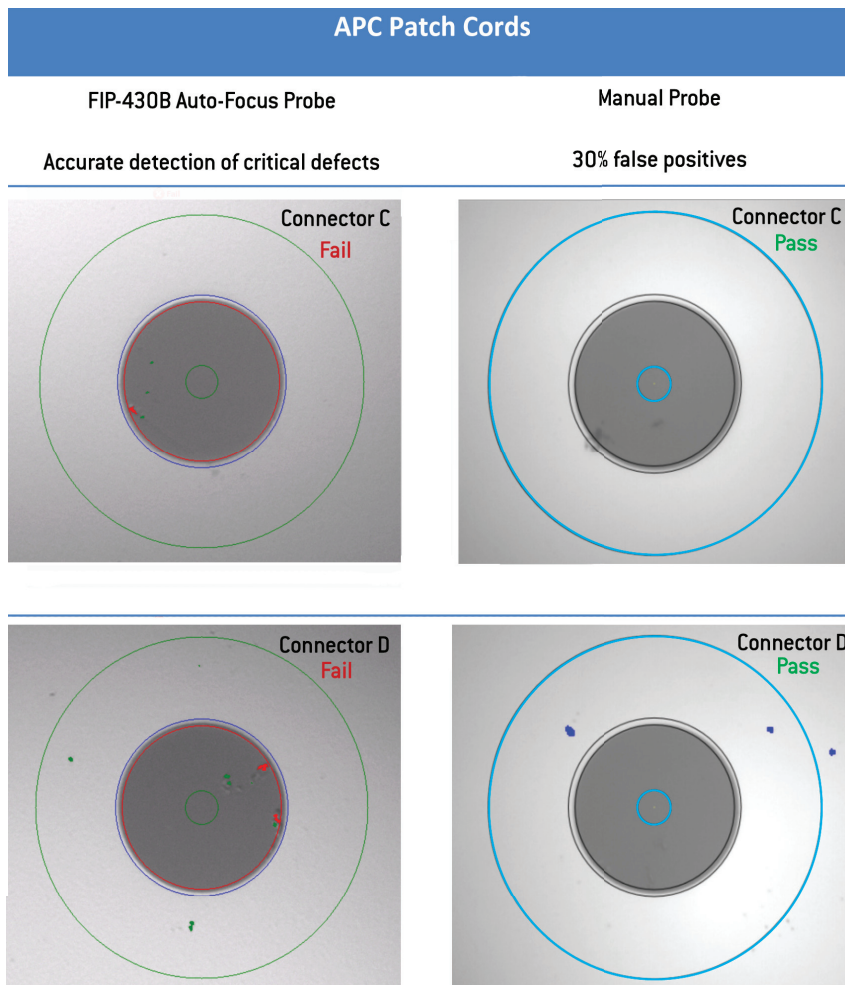 APC Patch Cords
FIP-430B Auto-Focus Probe
Manual Probe
Accurate detection of critical defects
30% false positives
Connector C
Fail
Connector C
Pass
Connector D
Fail
Connector D
Pass